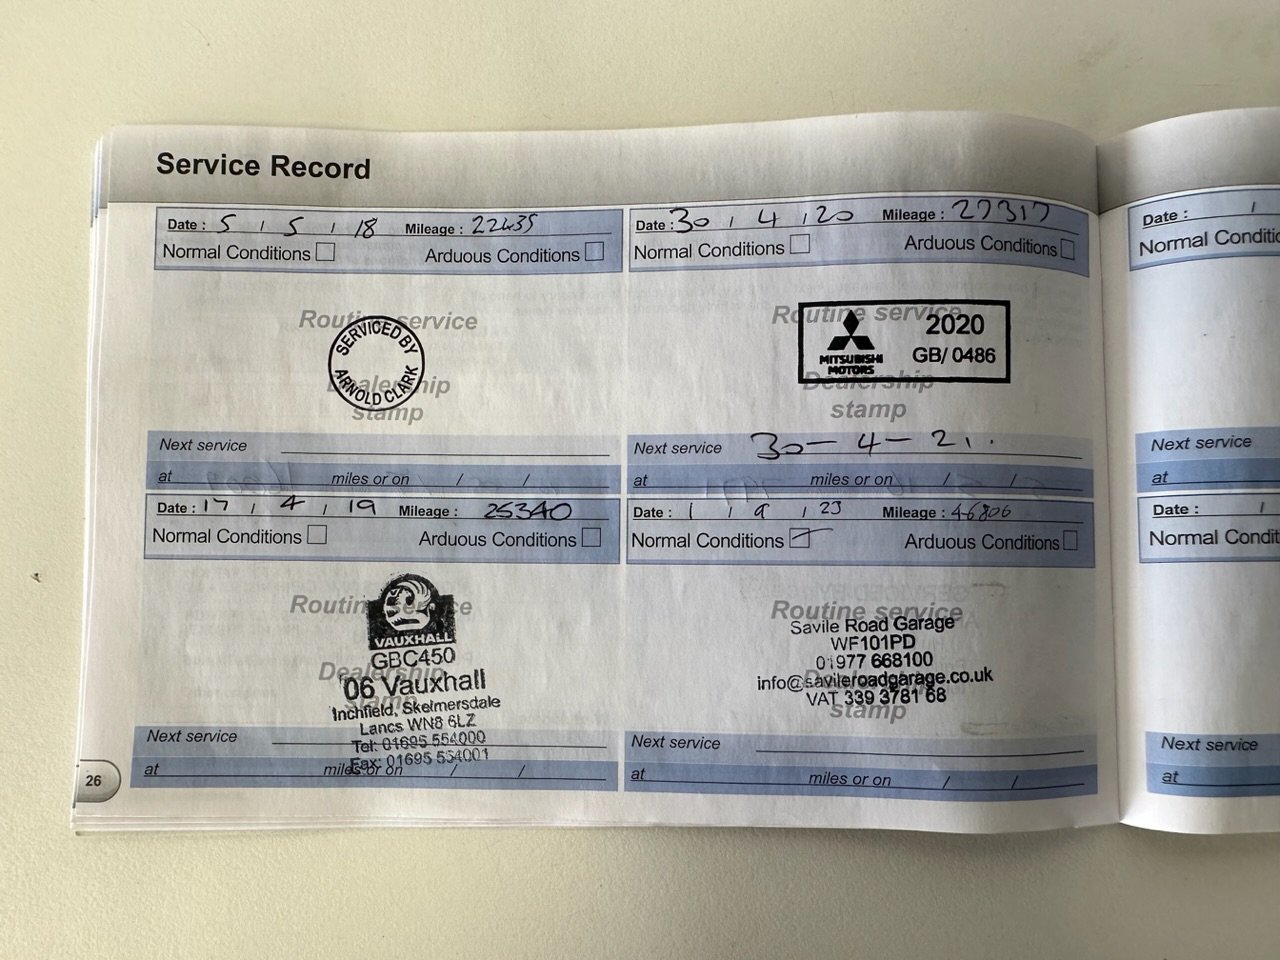 Service Record
Date : 5 / 5 / 18 Mileage : 22435
Normal Conditions Arduous Conditions
Routine service
SERVICED BY
ARNOLD CLARK
Dealership
stamp
Next service
at miles or on / /
Date : 30 / 4 / 20 Mileage : 27317
Normal Conditions Arduous Conditions
Routine service
MITSUBISHI
MOTORS
2020
GB/ 0486
Dealership
stamp
Next service 30-4-21.
at miles or on / /
Date : 17 / 4 / 19 Mileage : 25340
Normal Conditions Arduous Conditions
Routine service
VAUXHALL
GBC450
Dealership
06 Vauxhall
stamp
Inchfield, Skelmersdale
Lancs WN8 6LZ
Tel: 01695 554000
Fax: 01695 554001
Next service
at miles or on / /
Date : 1 / 9 / 23 Mileage : 46806
Normal Conditions Arduous Conditions
Routine service
Savile Road Garage
WF101PD
01977 668100
Dealership
info@savileroadgarage.co.uk
VAT 339 3781 68
stamp
Next service
at miles or on / /
26
Date : /
Normal
Next service
at
Date : /
Normal
Next service
at